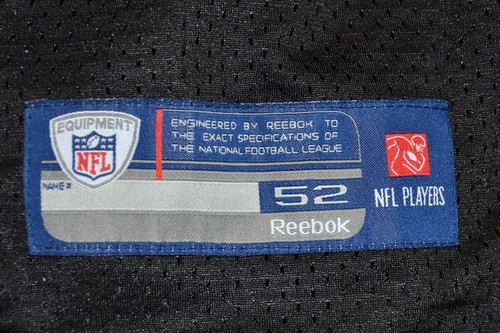 EQUIPMENT
NFL
ENGINEERED BY REEBOK TO
THE EXACT SPECIFICATIONS OF
THE NATIONAL FOOTBALL LEAGUE
NAME#
52
Reebok
NFL PLAYERS